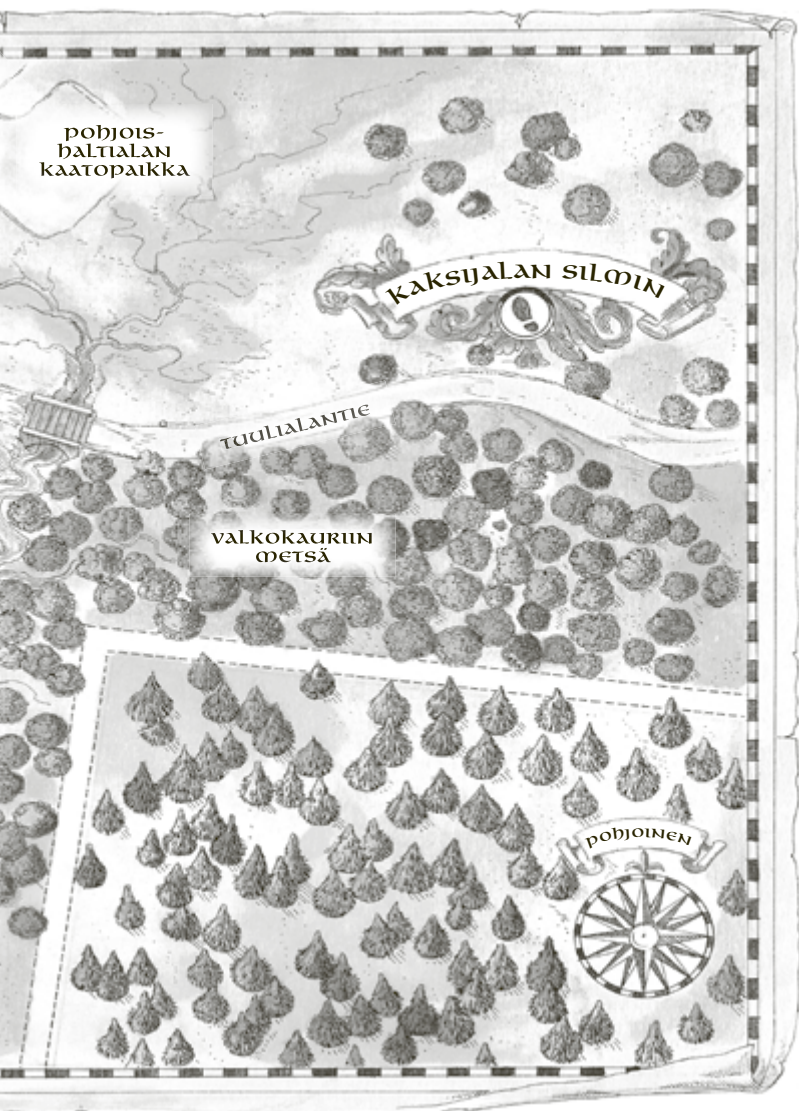 POHJOIS-
HALTIALAN
KAATOPAIKKA
KAKSIJALAN SILMIN
TUULIALANTIE
VALKOKAURIIN
METSÄ
POHJOINEN